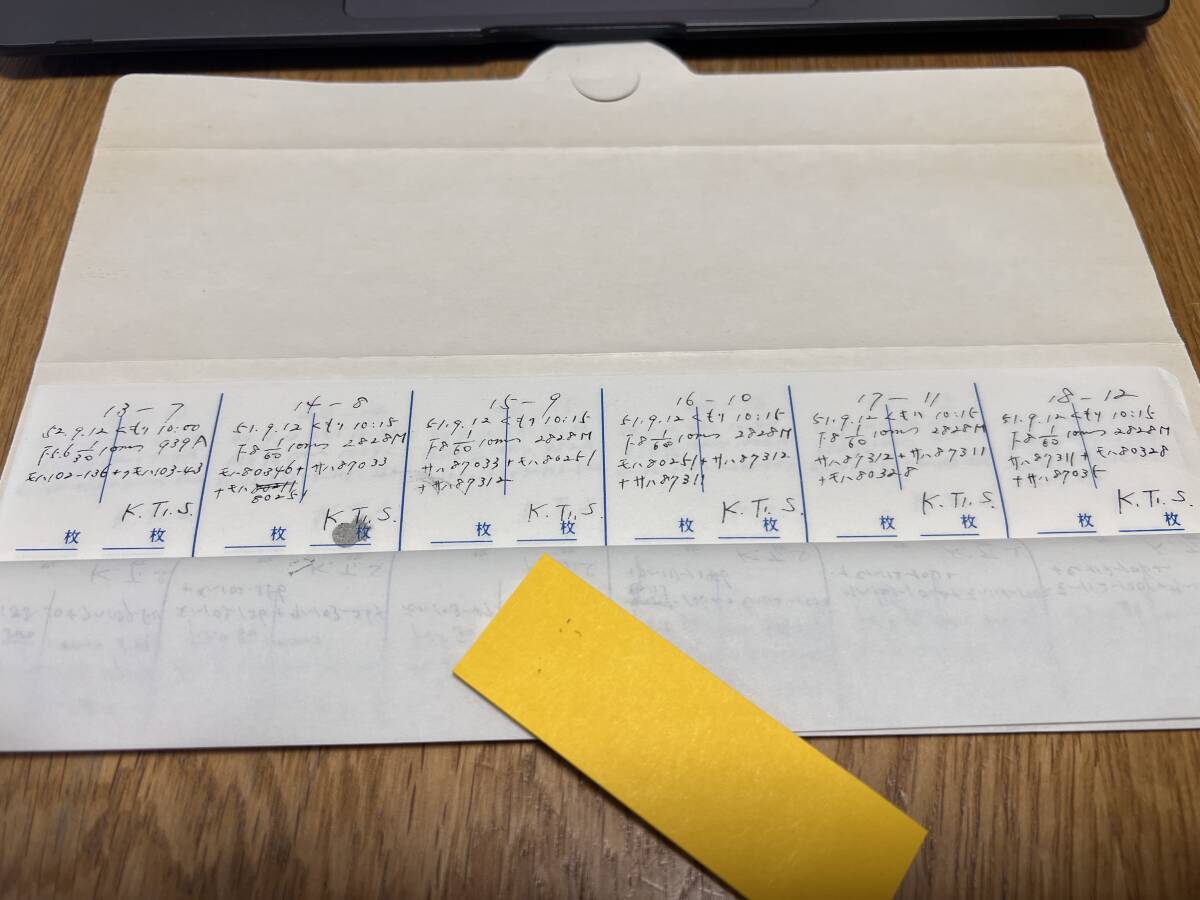 13-7
52.9.12 くもり 10:00
F5.6 1/30 10mm 939A
モハ102-136+クモハ103-43
K.T.S.
枚 枚
14-8
51.9.12 くもり 10:15
F8 1/60 10mm 2828M
モハ80346+サハ87033
+モハ80251
K.T.S.
枚 枚
15-9
51.9.12 くもり 10:15
F8 1/60 10mm 2828M
サハ87033+モハ80251
+サハ87312
K.T.S.
枚 枚
16-10
51.9.12 くもり 10:15
F8 1/60 10mm 2828M
モハ80251+サハ87312
+サハ87311
K.T.S.
枚 枚
17-11
51.9.12 くもり 10:15
F8 1/60 10mm 2828M
サハ87312+サハ87311
+モハ80328
K.T.S.
枚 枚
18-12
51.9.12 くもり 10:15
F8 1/60 10mm 2828M
サハ87311+モハ80328
+サハ87035
K.T.S.
枚 枚